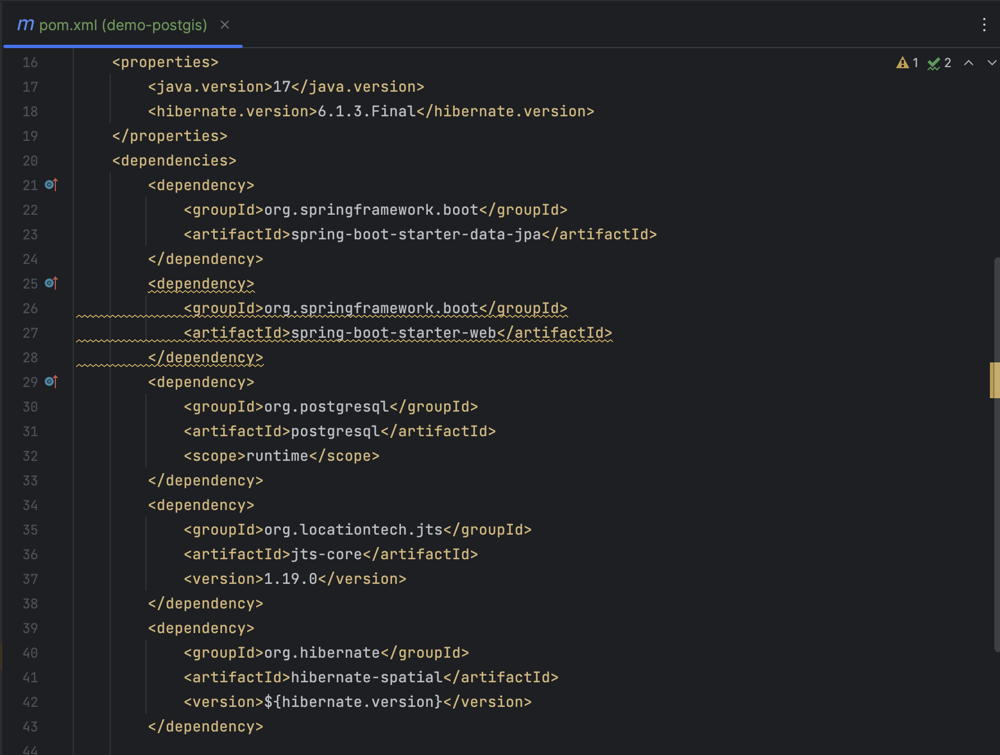 m pom.xml (demo-postgis)
16 <properties>
1 2
17 <java.version>17</java.version>
18 <hibernate.version>6.1.3.Final</hibernate.version>
19 </properties>
20 <dependencies>
21 <dependency>
22 <groupId>org.springframework.boot</groupId>
23 <artifactId>spring-boot-starter-data-jpa</artifactId>
24 </dependency>
25 <dependency>
26 <groupId>org.springframework.boot</groupId>
27 <artifactId>spring-boot-starter-web</artifactId>
28 </dependency>
29 <dependency>
30 <groupId>org.postgresql</groupId>
31 <artifactId>postgresql</artifactId>
32 <scope>runtime</scope>
33 </dependency>
34 <dependency>
35 <groupId>org.locationtech.jts</groupId>
36 <artifactId>jts-core</artifactId>
37 <version>1.19.0</version>
38 </dependency>
39 <dependency>
40 <groupId>org.hibernate</groupId>
41 <artifactId>hibernate-spatial</artifactId>
42 <version>${hibernate.version}</version>
43 </dependency>
44